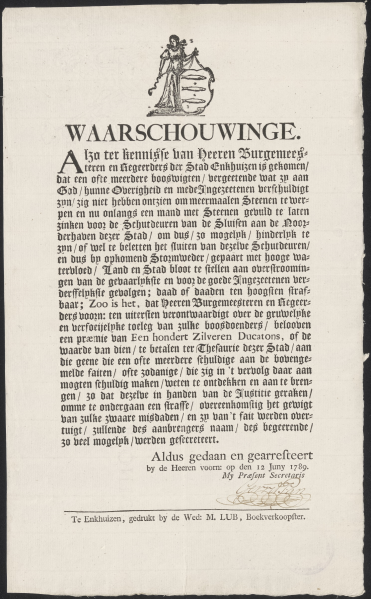 WAARSCHOUWINGE.
Alzo ter kennisse van Heeren Burgemees-
teren en Regeerders der Stad Enkhuizen is gekomen/
dat een ofte meerdere booswigten/ vergeetende wat zy aan
God/ hunne Overigheid en mede Ingezeetenen verschuldigt
zyn/ zig niet hebben ontzien om meermaalen Steenen te wer-
pen en nu onlangs een mand met Steenen gevuld te laten
zinken voor de Schutdeuren van de Sluisen aan de Noor-
derhaven dezer Stad/ om dus/ zo mogelyk/ hinderlyk te
zyn/ of wel te beletten het sluiten van dezelve Schutdeuren/
en dus by opkomend Stormweder/ gepaart met hooge wa-
tervloed/ Land en Stad bloot te stellen aan overstroomin-
gen van de gevaarlykste en voor de goede Ingezeetenen ver-
derffelykste gevolgen; daad of daaden ten hoogsten straf-
baar; Zoo is het, dat Heeren Burgemeesteren en Regeer-
ders voorn: ten uitersten verontwaardigt over de gruwelyke
en verfoeijelyke toeleg van zulke boosdoenders/ belooven
een præmie van Een hondert Zilveren Ducatons, of de
waarde van dien/ te betalen ter Thesaurie dezer Stad/ aan
die geene die een ofte meerdere schuldige aan de bovenge-
melde faiten/ ofte zodanige/ die zig in 't vervolg daar aan
mogten schuldig maken/ weten te ontdekken en aan te bren-
gen/ zo dat dezelve in handen van de Justitie geraken/
omme te ondergaan een straffe/ overeenkomstig het gewigt
van zulke zwaare misdaden/ en zy van 't fait werden over-
tuigt/ zullende des aanbrengers naam/ des begeerende/
zo veel mogelyk/ werden gesecreteert.
Aldus gedaan en gearresteert
by de Heeren voorn: op den 12 Juny 1789.
My Præsent Secretaris
Te Enkhuizen, gedrukt by de Wed: M. LUB, Boekverkoopster.